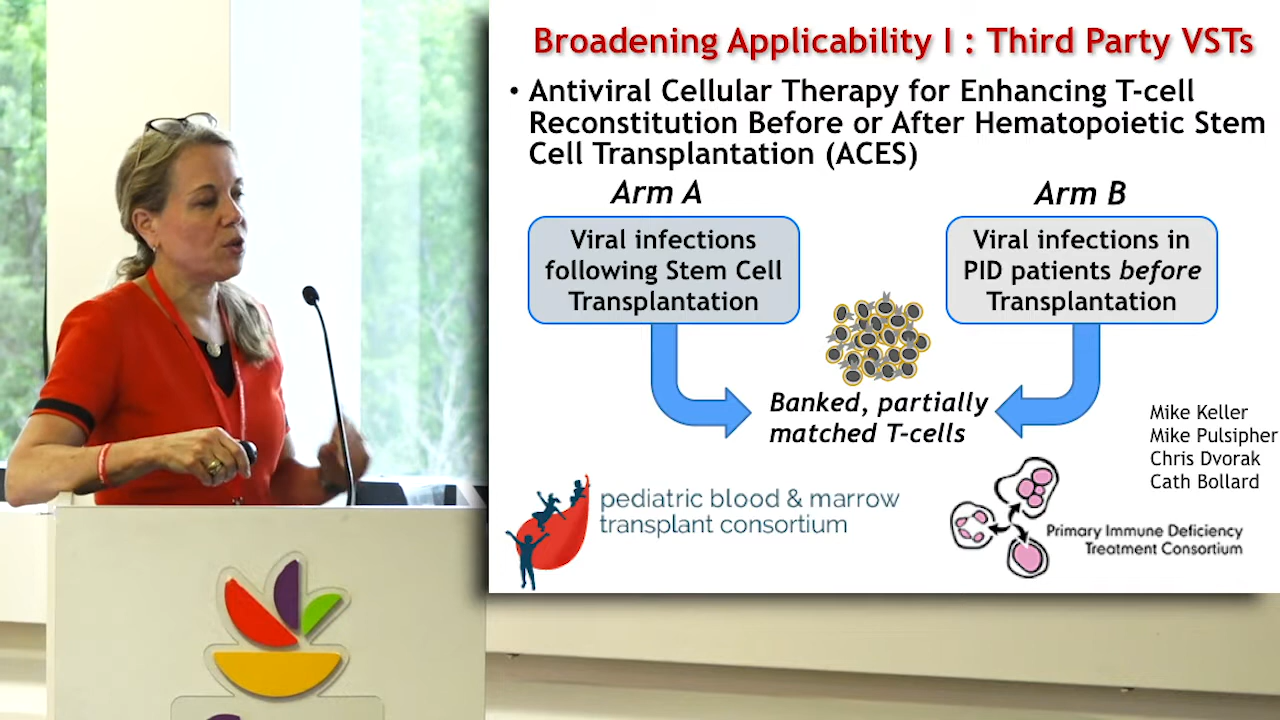 Broadening Applicability I : Third Party VSTs
• Antiviral Cellular Therapy for Enhancing T-cell
Reconstitution Before or After Hematopoietic Stem
Cell Transplantation (ACES)
Arm A
Viral infections
following Stem Cell
Transplantation
Arm B
Viral infections in
PID patients before
Transplantation
Banked, partially
matched T-cells
Mike Keller
Mike Pulsipher
Chris Dvorak
Cath Bollard
pediatric blood & marrow
transplant consortium
Primary Immune Deficiency
Treatment Consortium